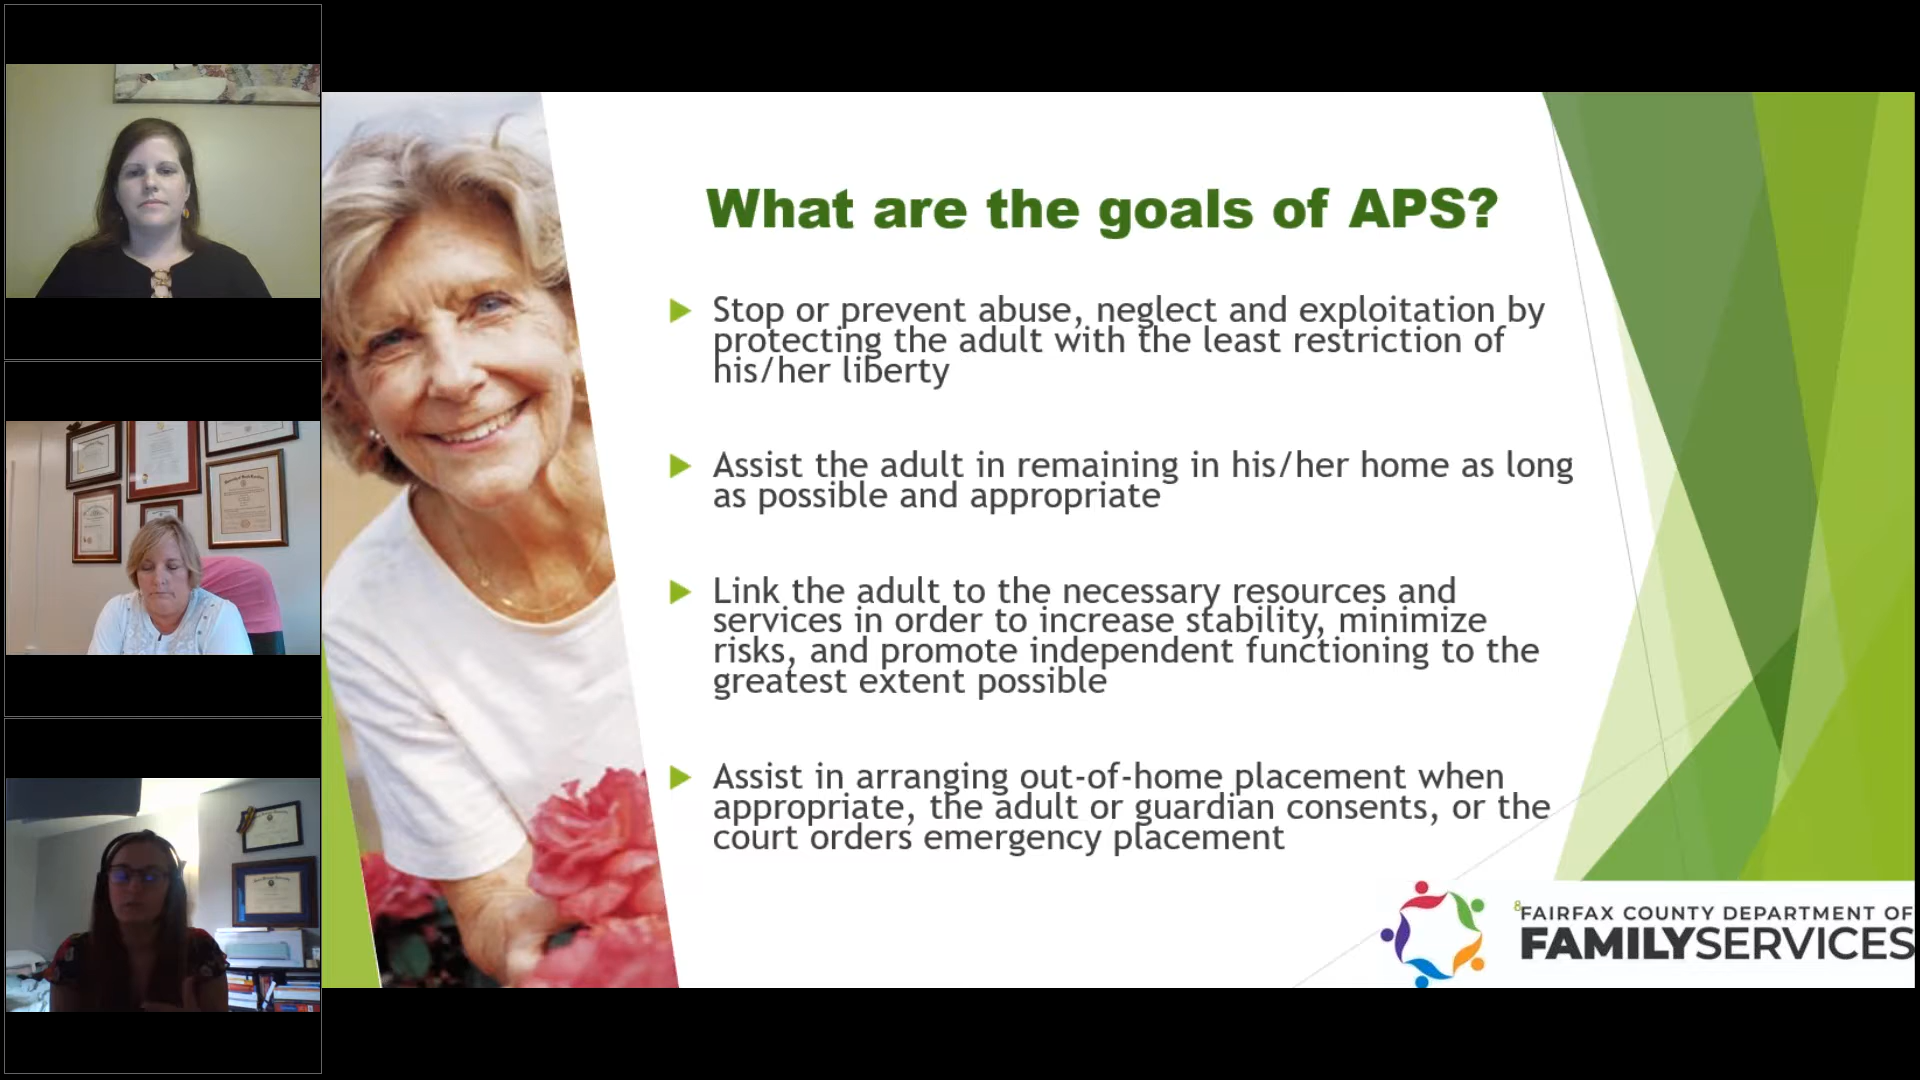 What are the goals of APS?
Stop or prevent abuse, neglect and exploitation by
protecting the adult with the least restriction of
his/her liberty
Assist the adult in remaining in his/her home as long
as possible and appropriate
Link the adult to the necessary resources and
services in order to increase stability, minimize
risks, and promote independent functioning to the
greatest extent possible
Assist in arranging out-of-home placement when
appropriate, the adult or guardian consents, or the
court orders emergency placement
8
FAIRFAX COUNTY DEPARTMENT OF
FAMILYSERVICES